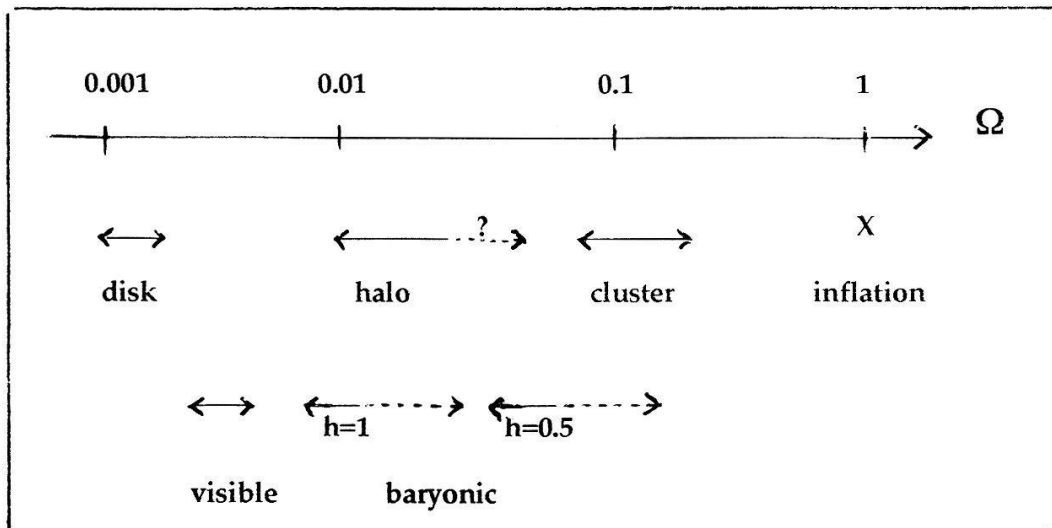 0.001 0.01 0.1 1
Ω
?
X
disk halo cluster inflation
h=1 h=0.5
visible baryonic